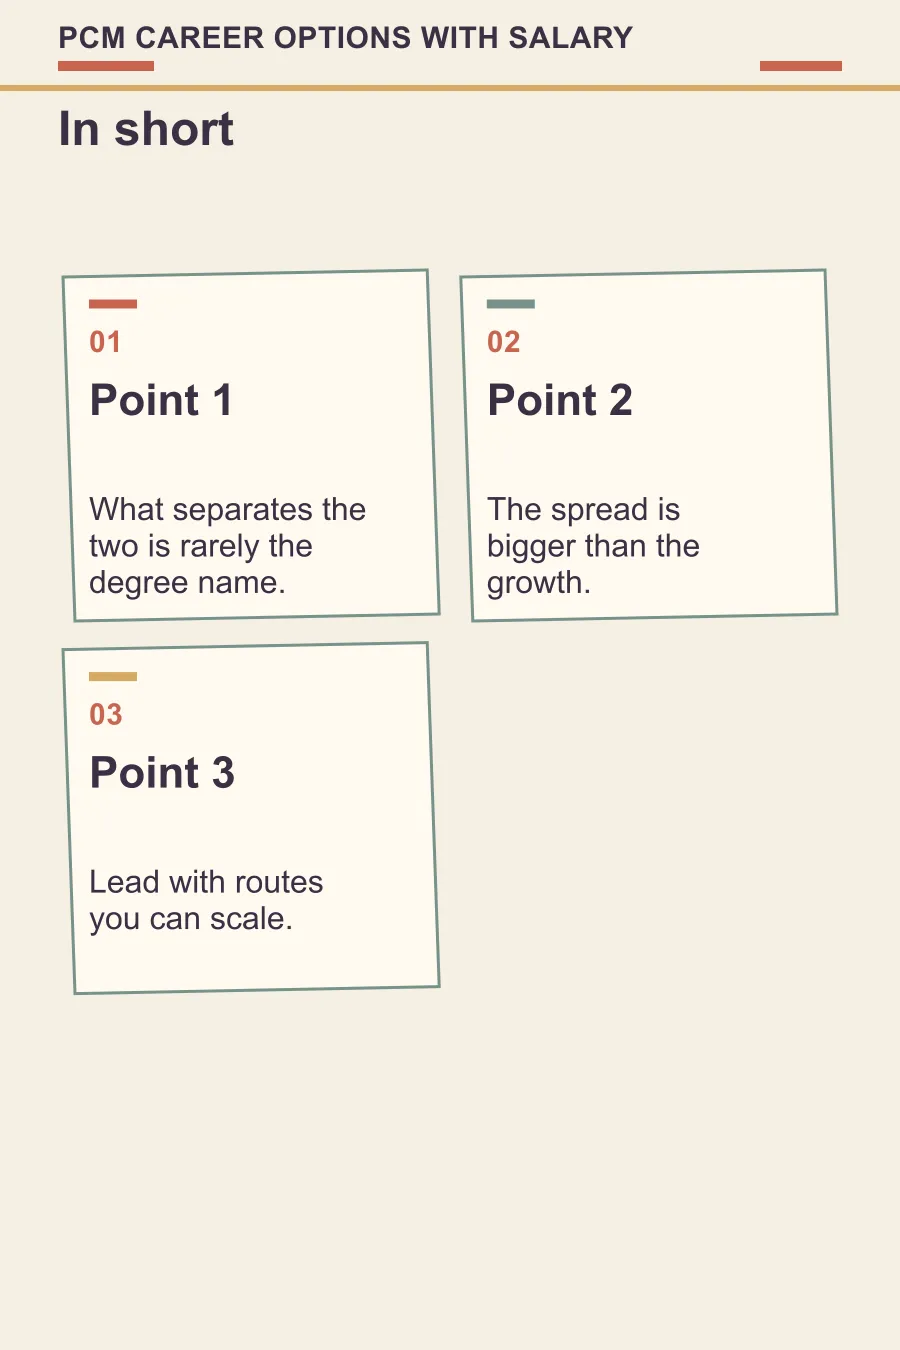 PCM CAREER OPTIONS WITH SALARY
In short
01
Point 1
What separates the
two is rarely the
degree name.
02
Point 2
The spread is
bigger than the
growth.
03
Point 3
Lead with routes
you can scale.